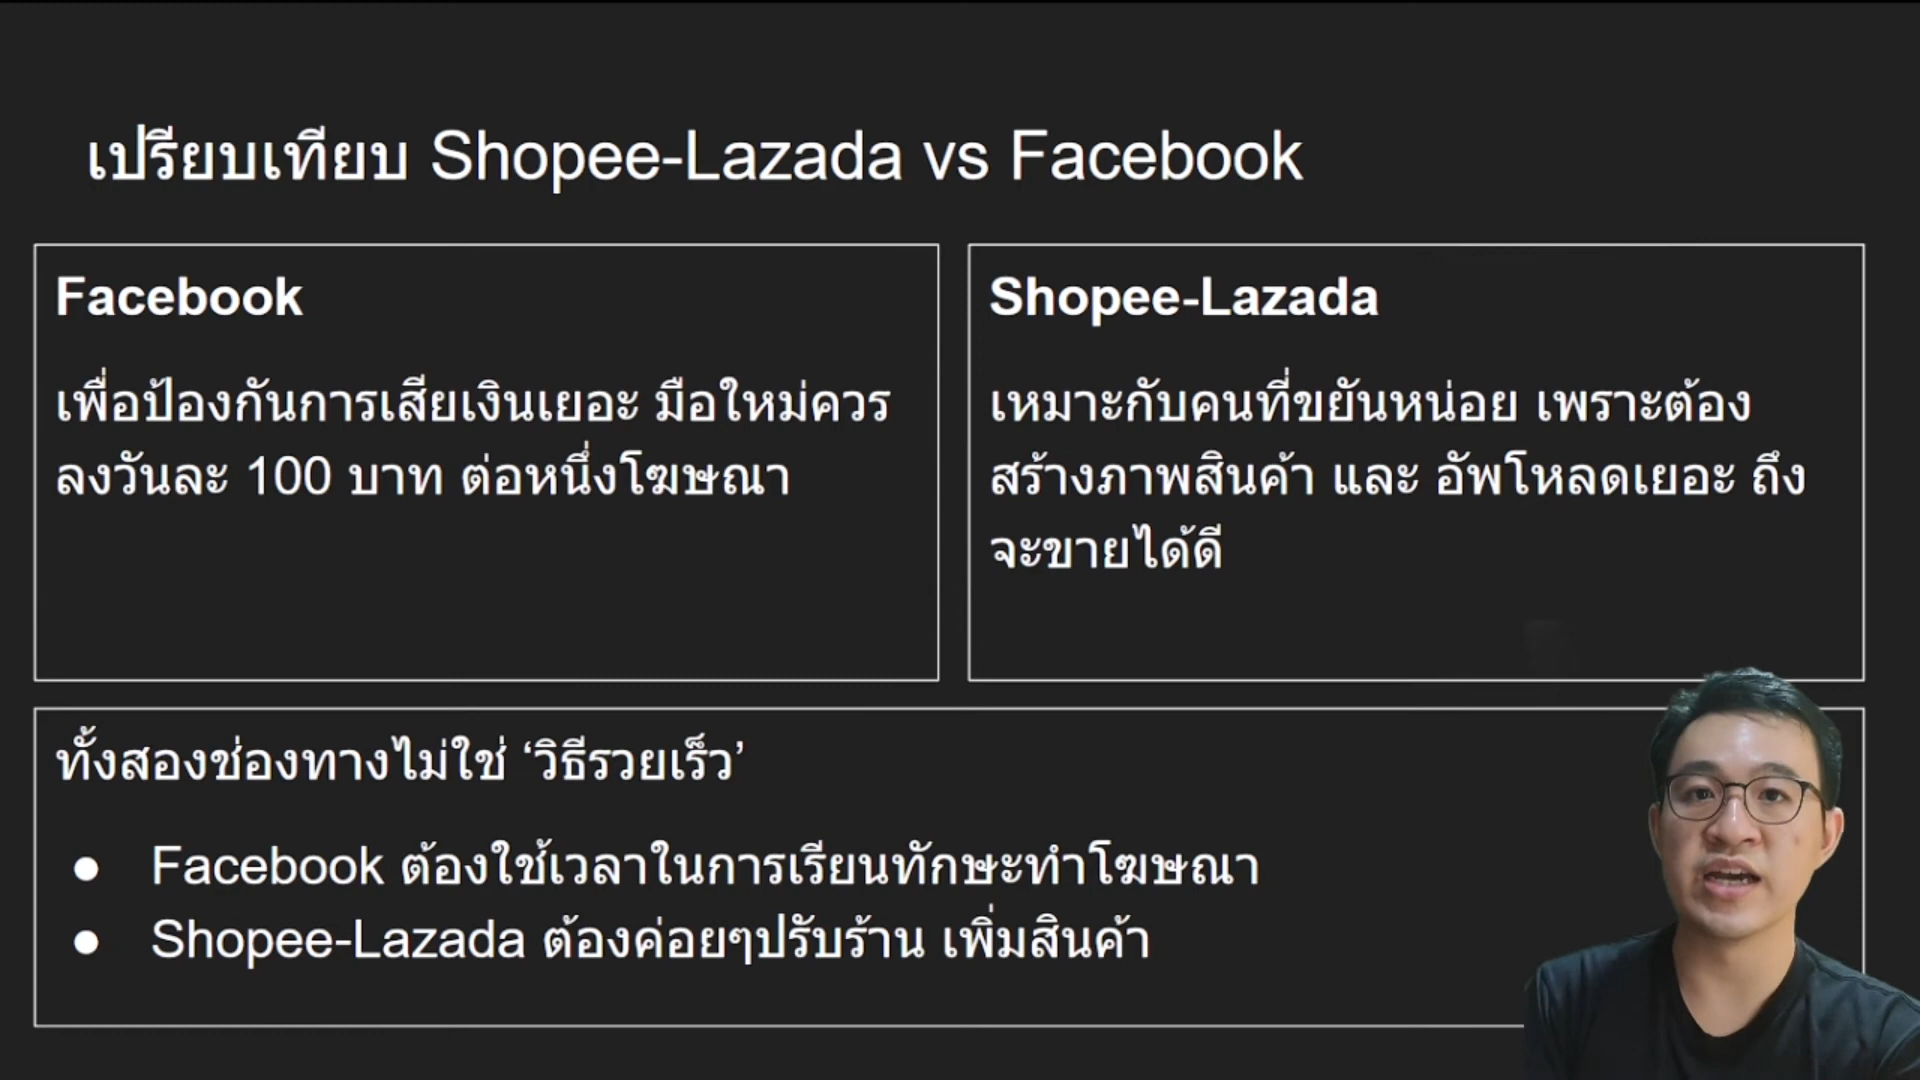 เปรียบเทียบ Shopee-Lazada vs Facebook
Facebook
เพื่อป้องกันการเสียเงินเยอะ มือใหม่ควร
ลงวันละ 100 บาท ต่อหนึ่งโฆษณา
Shopee-Lazada
เหมาะกับคนที่ขยันหน่อย เพราะต้อง
สร้างภาพสินค้า และ อัพโหลดเยอะ ถึง
จะขายได้ดี
ทั้งสองช่องทางไม่ใช่ ‘วิธีรวยเร็ว’
● Facebook ต้องใช้เวลาในการเรียนทักษะทำโฆษณา
● Shopee-Lazada ต้องค่อยๆปรับร้าน เพิ่มสินค้า